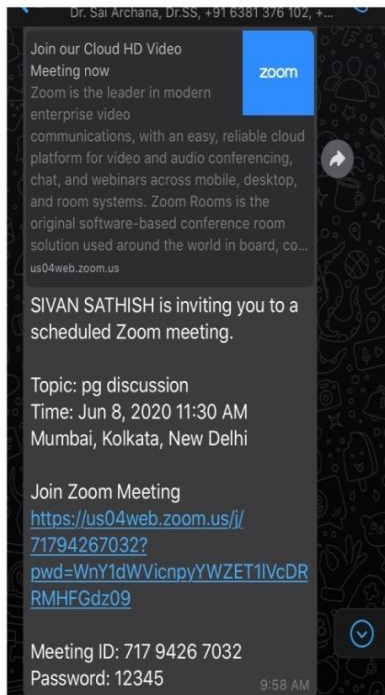 Dr. Sai Archana, Dr.SS, +91 6381 376 102, +...
Join our Cloud HD Video
Meeting now
zoom
Zoom is the leader in modern
enterprise video
communications, with an easy, reliable cloud
platform for video and audio conferencing,
chat, and webinars across mobile, desktop,
and room systems. Zoom Rooms is the
original software-based conference room
solution used around the world in board, co...
us04web.zoom.us
SIVAN SATHISH is inviting you to a
scheduled Zoom meeting.
Topic: pg discussion
Time: Jun 8, 2020 11:30 AM
Mumbai, Kolkata, New Delhi
Join Zoom Meeting
https://us04web.zoom.us/j/
71794267032?
pwd=WnY1dWVicnpyYWZET1lVcDR
RMHFGdz09
Meeting ID: 717 9426 7032
Password: 12345
9:58 AM